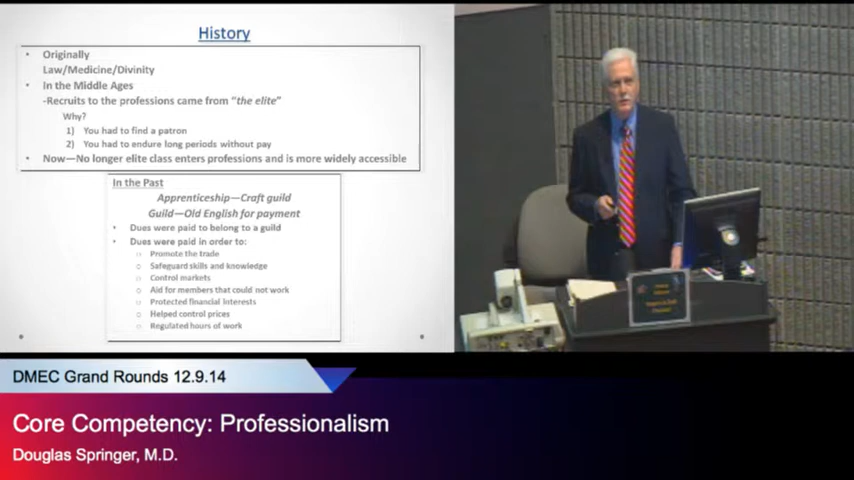 History
• Originally
Law/Medicine/Divinity
• In the Middle Ages
-Recruits to the professions came from "the elite"
Why?
1) You had to find a patron
2) You had to endure long periods without pay
• Now—No longer elite class enters professions and is more widely accessible
In the Past
Apprenticeship—Craft guild
Guild—Old English for payment
• Dues were paid to belong to a guild
• Dues were paid in order to:
○ Promote the trade
○ Safeguard skills and knowledge
○ Control markets
○ Aid for members that could not work
○ Protected financial interests
○ Helped control prices
○ Regulated hours of work
DMEC Grand Rounds 12.9.14
Core Competency: Professionalism
Douglas Springer, M.D.